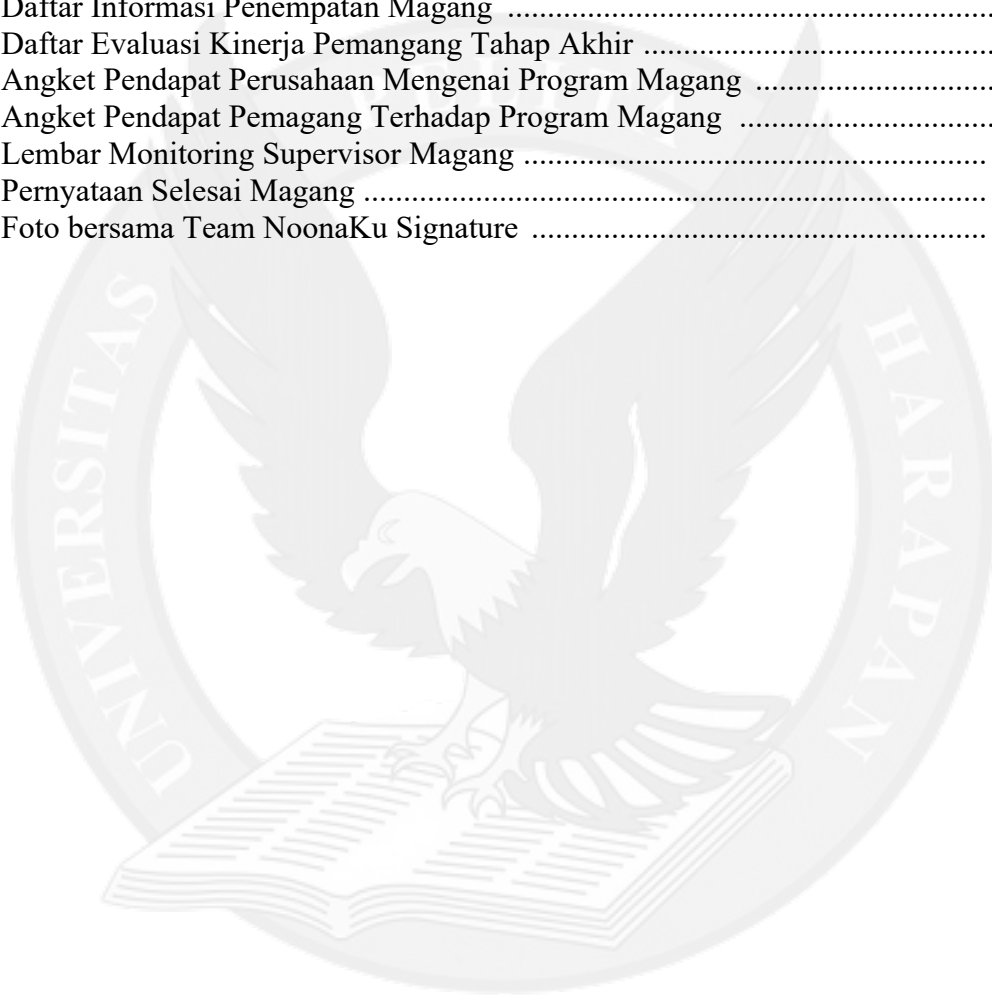 Daftar Informasi Penempatan Magang ................................................................
Daftar Evaluasi Kinerja Pemangang Tahap Akhir ..............................................
Angket Pendapat Perusahaan Mengenai Program Magang ................................
Angket Pendapat Pemagang Terhadap Program Magang ..................................
Lembar Monitoring Supervisor Magang .............................................................
Pernyataan Selesai Magang .................................................................................
Foto bersama Team NoonaKu Signature ............................................................
UNIVERSITAS
PELITA
HARAPAN